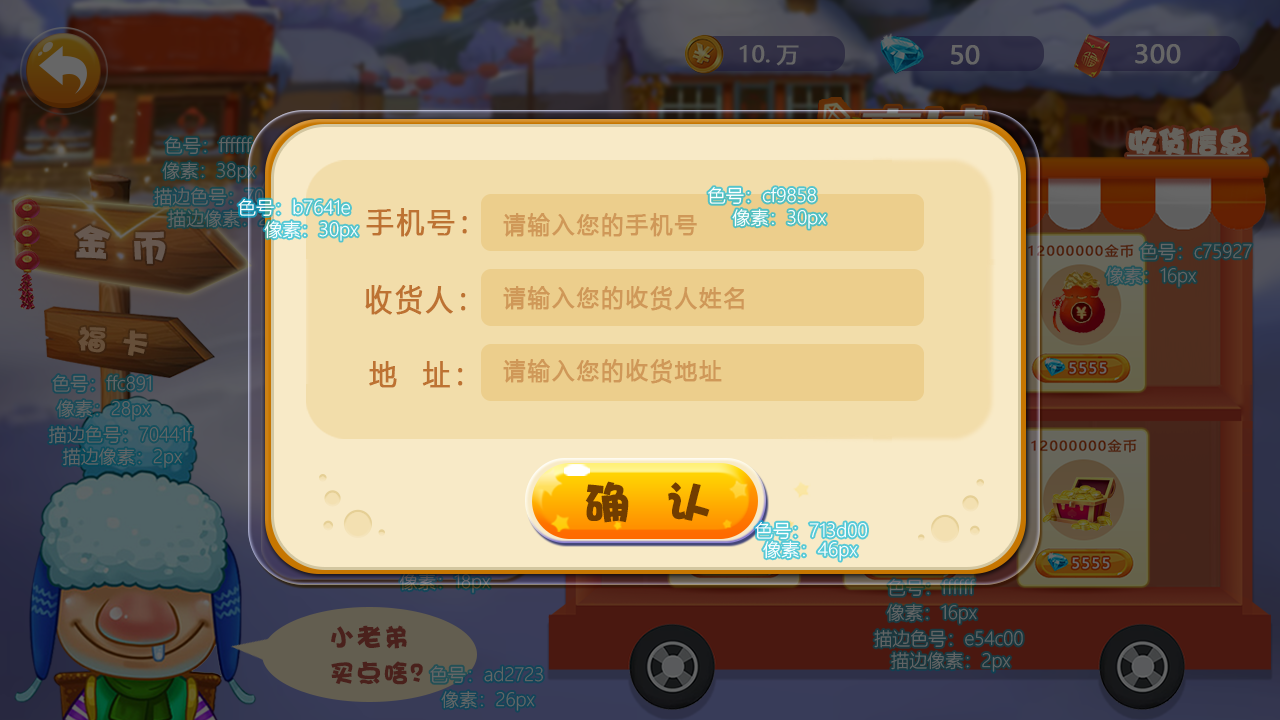 10.万
50
300
收货信息
色号：ffffff
像素：38px
描边色号：70
描边像素：2
金币
福卡
色号：ffc891
像素：28px
描边色号：70441f
描边像素：2px
色号：b7641e
像素：30px
手机号：
请输入您的手机号
色号：cf9858
像素：30px
收货人：
请输入您的收货人姓名
地 址：
请输入您的收货地址
确 认
色号：713d00
像素：46px
12000000金币
色号：c75927
像素：16px
5555
12000000金币
5555
像素：18px
色号：ffffff
像素：16px
描边色号：e54c00
描边像素：2px
小老弟
买点啥?
色号：ad2723
像素：26px